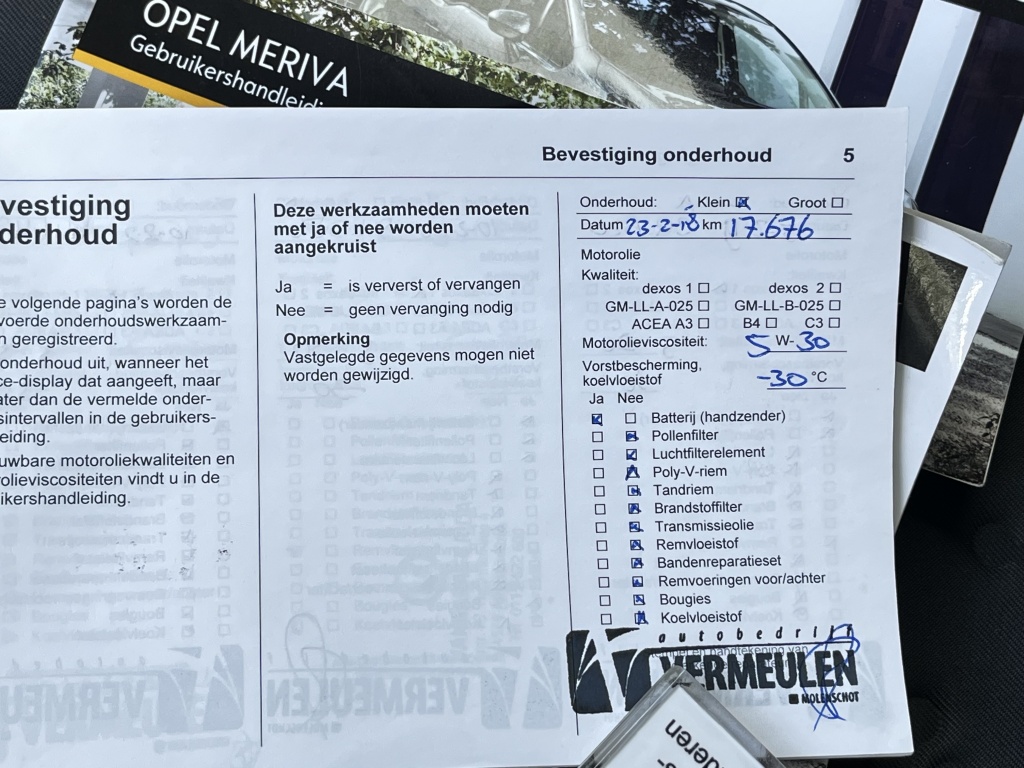 OPEL MERIVA
Gebruikershandleidi
Bevestiging onderhoud 5
vestiging
derhoud
e volgende pagina's worden de
voerde onderhoudswerkzaam-
n geregistreerd.
onderhoud uit, wanneer het
ce-display dat aangeeft, maar
ater dan de vermelde onder-
sintervallen in de gebruikers-
eiding.
uwbare motoroliekwaliteiten en
rolieviscositeiten vindt u in de
ikershandleiding.
Deze werkzaamheden moeten
met ja of nee worden
aangekruist
Ja = is ververst of vervangen
Nee = geen vervanging nodig
Opmerking
Vastgelegde gegevens mogen niet
worden gewijzigd.
Onderhoud: Klein Groot
Datum 23-2-18 km 17.676
Motorolie
Kwaliteit:
dexos 1 dexos 2
GM-LL-A-025 GM-LL-B-025
ACEA A3 B4 C3
Motorolieviscositeit: 5 W-30
Vorstbescherming,
koelvloeistof -30 °C
Ja Nee
Batterij (handzender)
Pollenfilter
Luchtfilterelement
Poly-V-riem
Tandriem
Brandstoffilter
Transmissieolie
Remvloeistof
Bandenreparatieset
Remvoeringen voor/achter
Bougies
Koelvloeistof
autobedrijf
VERMEULEN
MOLENSCHOT
deren